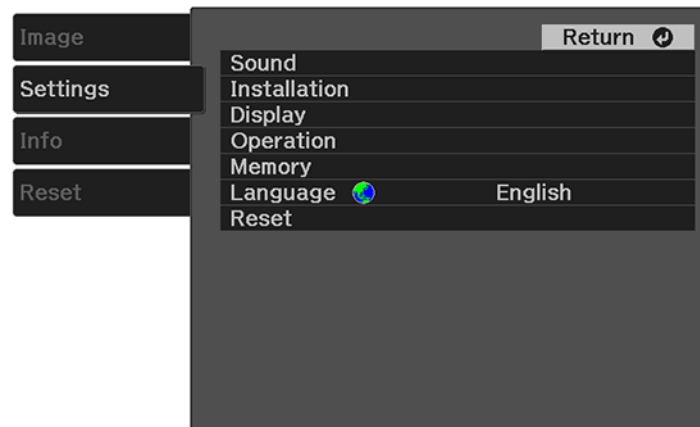 Image
Settings
Info
Reset
Return
Sound
Installation
Display
Operation
Memory
Language English
Reset